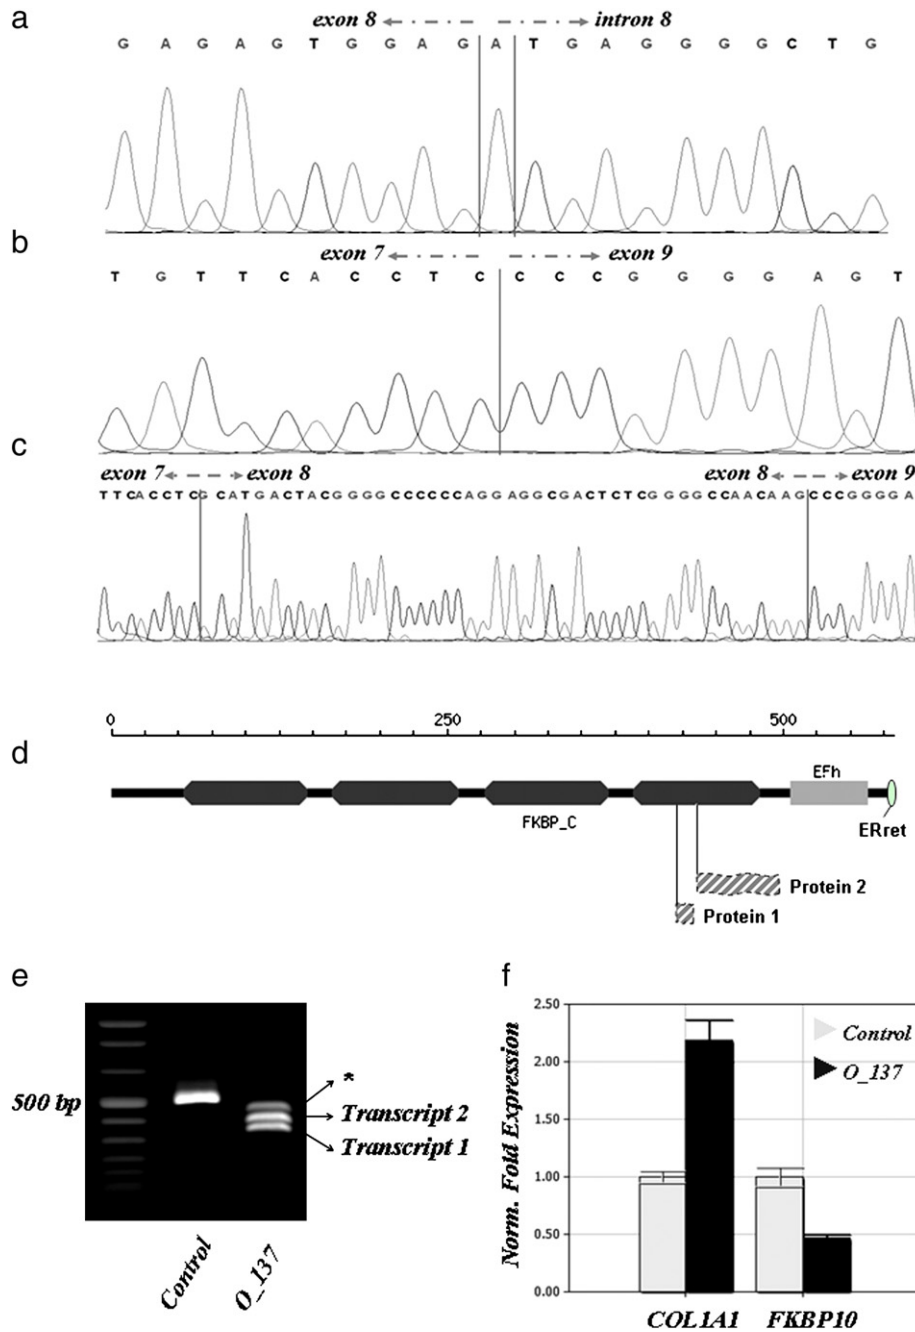 a
exon 8 intron 8
G A G A G T G G A G A T G A G G G G C T G
b
exon 7 exon 9
T G T T C A C C T C C C C G G G G A G T
c
exon 7 exon 8 exon 8 exon 9
TTCACCTCGCATGACTACGGGGCCCCCCAGGAGGCGACTCTCGGGGCCAACAAGCCCGGGGA
0 250 500
d
EFh
FKBP_C
ERret
Protein 2
Protein 1
e
f
500 bp
*
Transcript 2
Transcript 1
Control
O_137
Norm. Fold Expression
2.50
2.00
1.50
1.00
0.50
0.00
Control
O_137
COL1A1 FKBP10